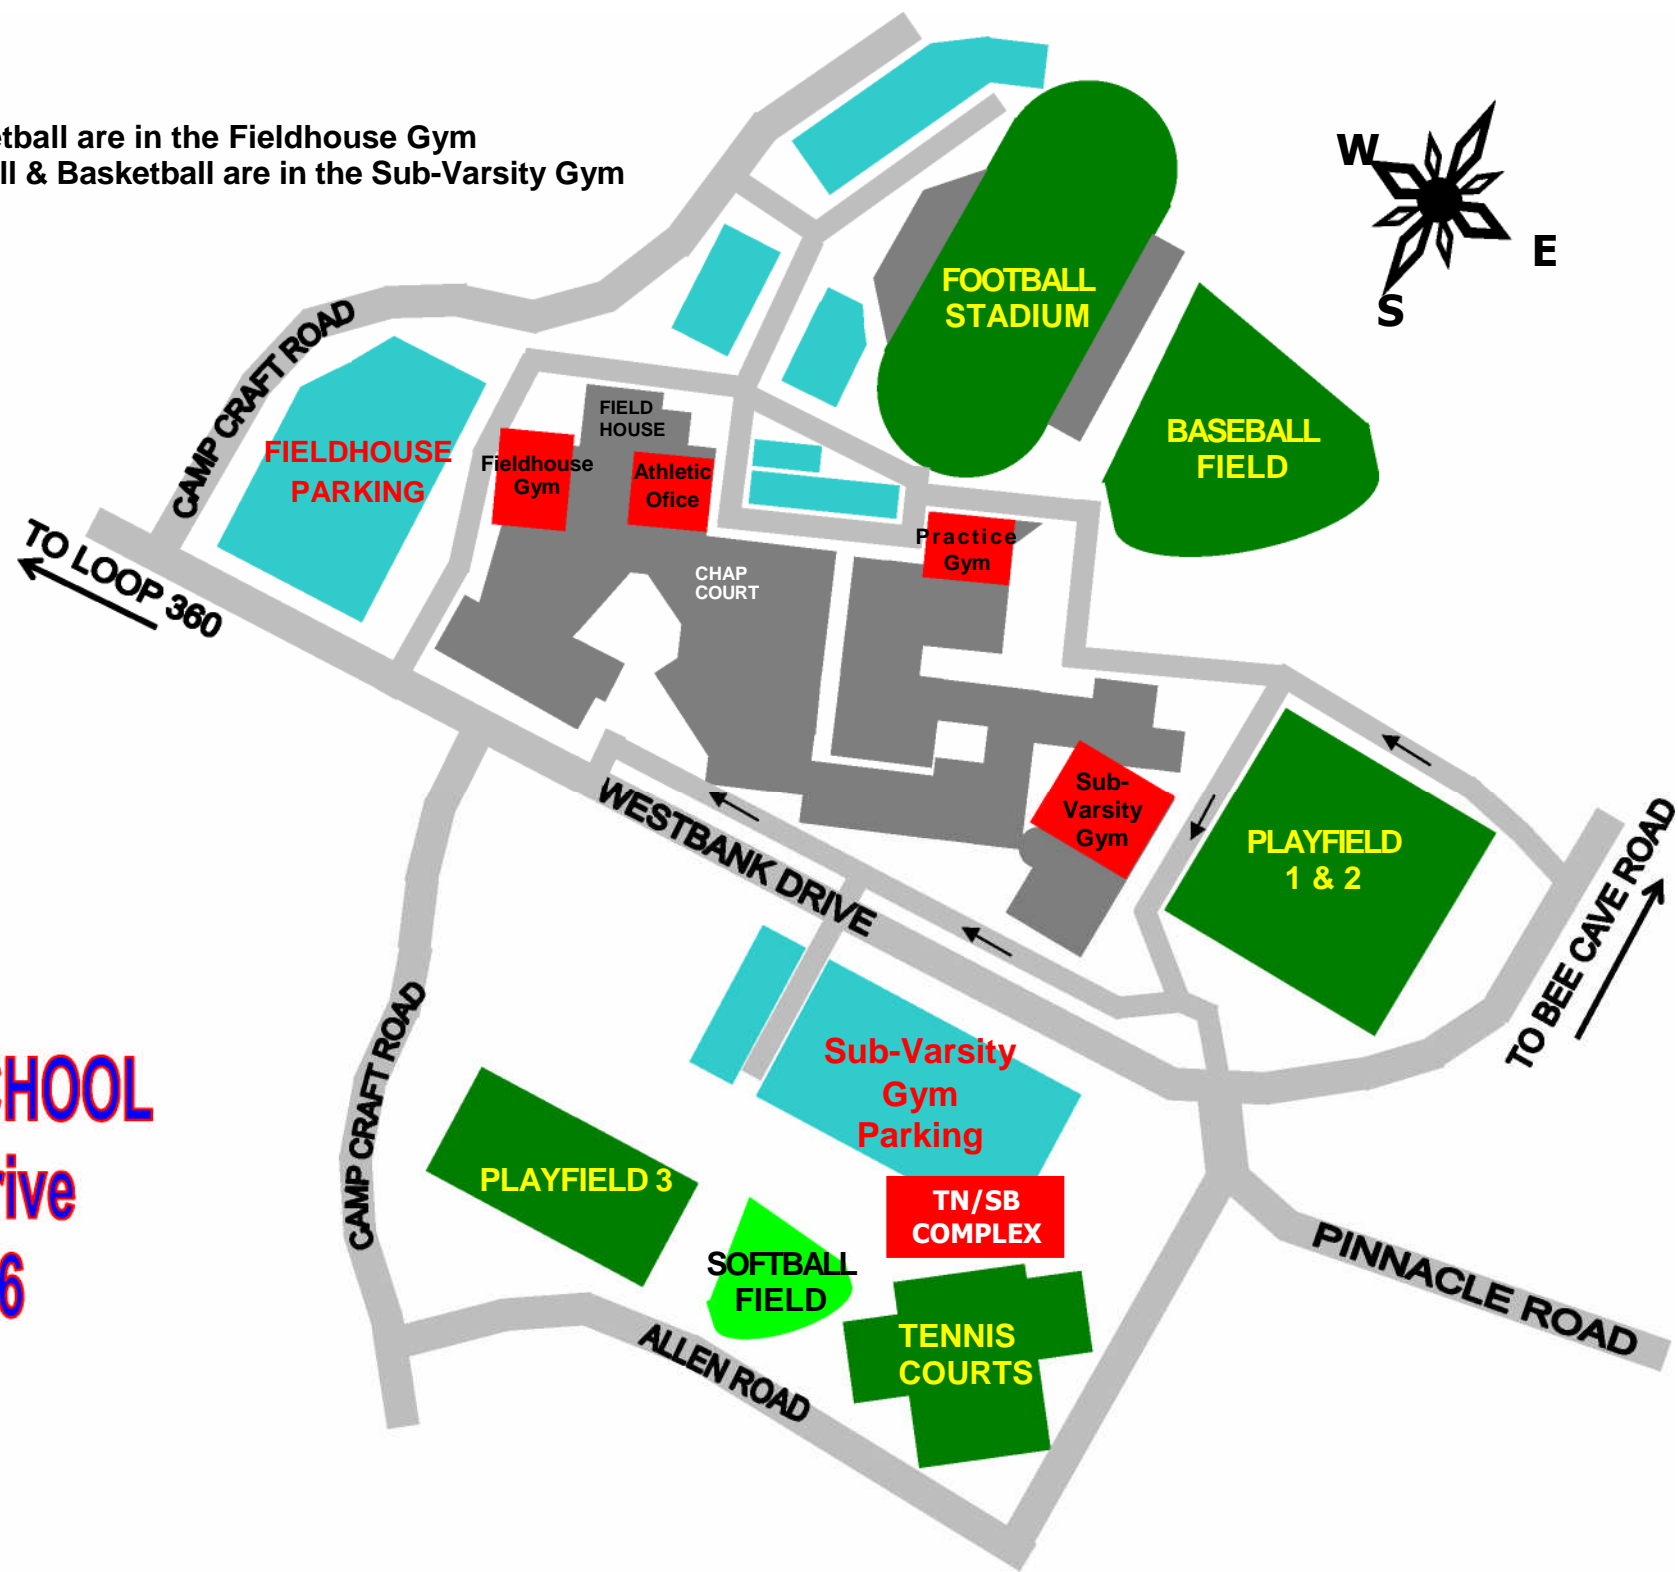 etball are in the Fieldhouse Gym
ll & Basketball are in the Sub-Varsity Gym
W
E
S
FOOTBALL
STADIUM
BASEBALL
FIELD
CAMP CRAFT ROAD
FIELDHOUSE
PARKING
FIELD
HOUSE
Fieldhouse
Gym
Athletic
Ofice
Practice
Gym
TO LOOP 360
CHAP
COURT
Sub-
Varsity
Gym
PLAYFIELD
1 & 2
WESTBANK DRIVE
TO BEE CAVE ROAD
Sub-Varsity
Gym
Parking
CAMP CRAFT ROAD
CHOOL
rive
6
PLAYFIELD 3
TN/SB
COMPLEX
SOFTBALL
FIELD
TENNIS
COURTS
PINNACLE ROAD
ALLEN ROAD